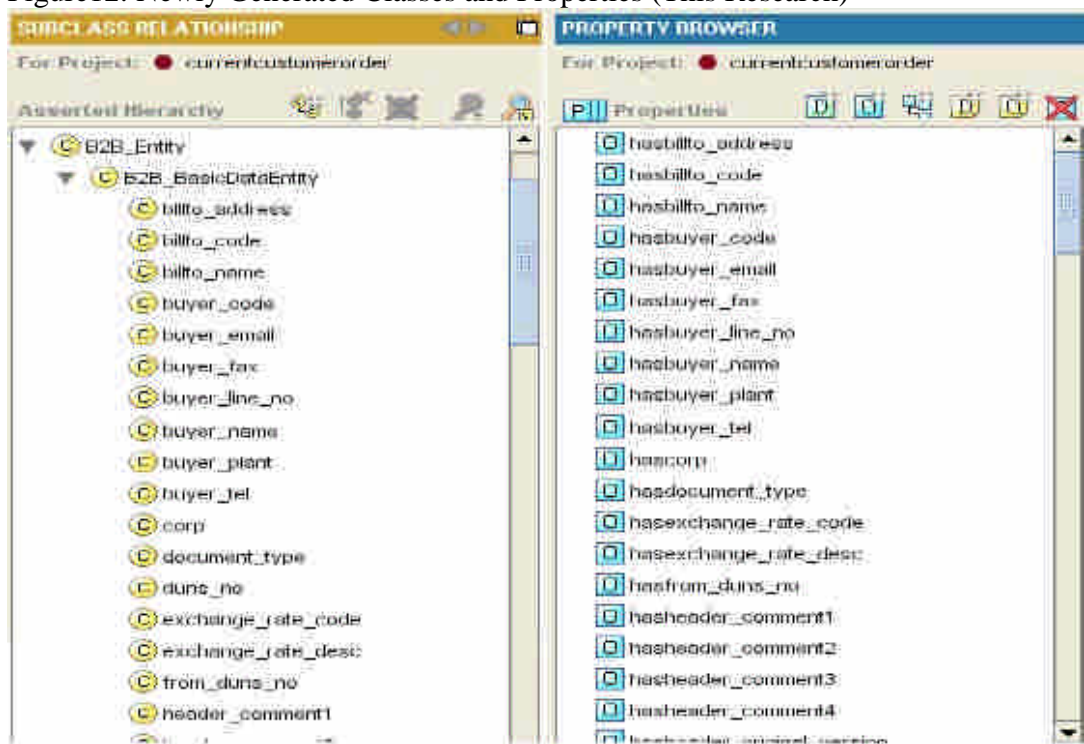 Figure12: Newly Generated Classes and Properties (This Research)
SUBCLASS RELATIONSHIP
For Project: currentcustomerorder
Asserted Hierarchy
B2B_Entity
B2B_BasicDataEntity
billto_address
billto_code
billto_name
buyer_code
buyer_email
buyer_fax
buyer_line_no
buyer_name
buyer_plant
buyer_tel
corp
document_type
duns_no
exchange_rate_code
exchange_rate_desc
from_duns_no
header_comment1
PROPERTY BROWSER
For Project: currentcustomerorder
Properties
hasbillto_address
hasbillto_code
hasbillto_name
hasbuyer_code
hasbuyer_email
hasbuyer_fax
hasbuyer_line_no
hasbuyer_name
hasbuyer_plant
hasbuyer_tel
hascorp
hasdocument_type
hasexchange_rate_code
hasexchange_rate_desc
hasfrom_duns_no
hasheader_comment1
hasheader_comment2
hasheader_comment3
hasheader_comment4